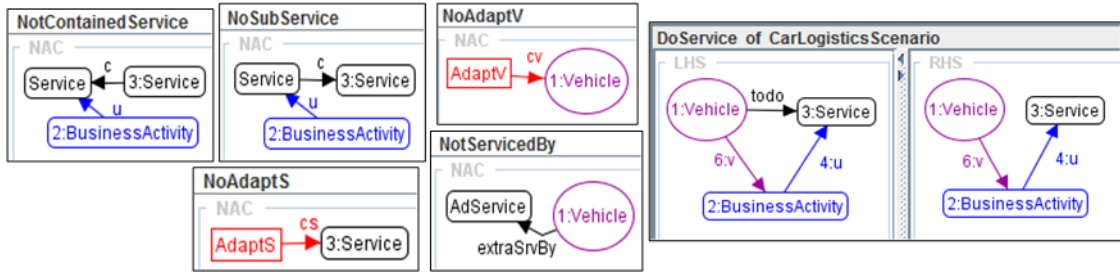 NotContainedService
NAC
Service
c
3:Service
u
2:BusinessActivity
NoSubService
NAC
Service
c
3:Service
u
2:BusinessActivity
NoAdaptV
NAC
AdaptV
cv
1:Vehicle
NoAdaptS
NAC
AdaptS
cs
3:Service
NotServicedBy
NAC
AdService
1:Vehicle
extraSrvBy
DoService of CarLogisticsScenario
LHS
1:Vehicle
todo
3:Service
6:v
4:u
2:BusinessActivity
RHS
1:Vehicle
3:Service
6:v
4:u
2:BusinessActivity